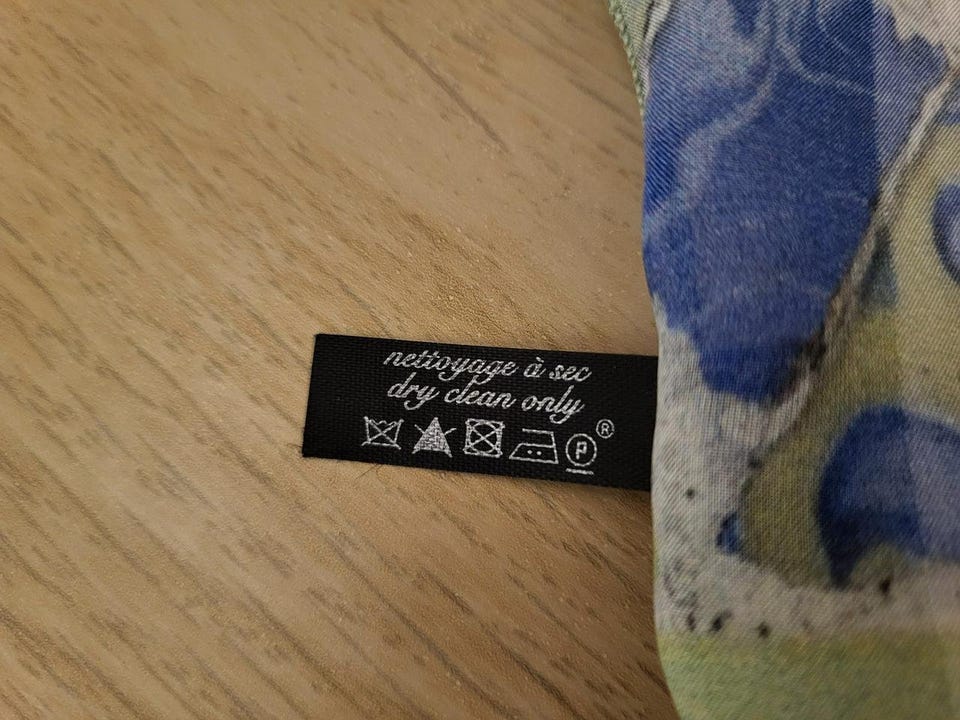 nettoyage à sec
dry clean only
P ®